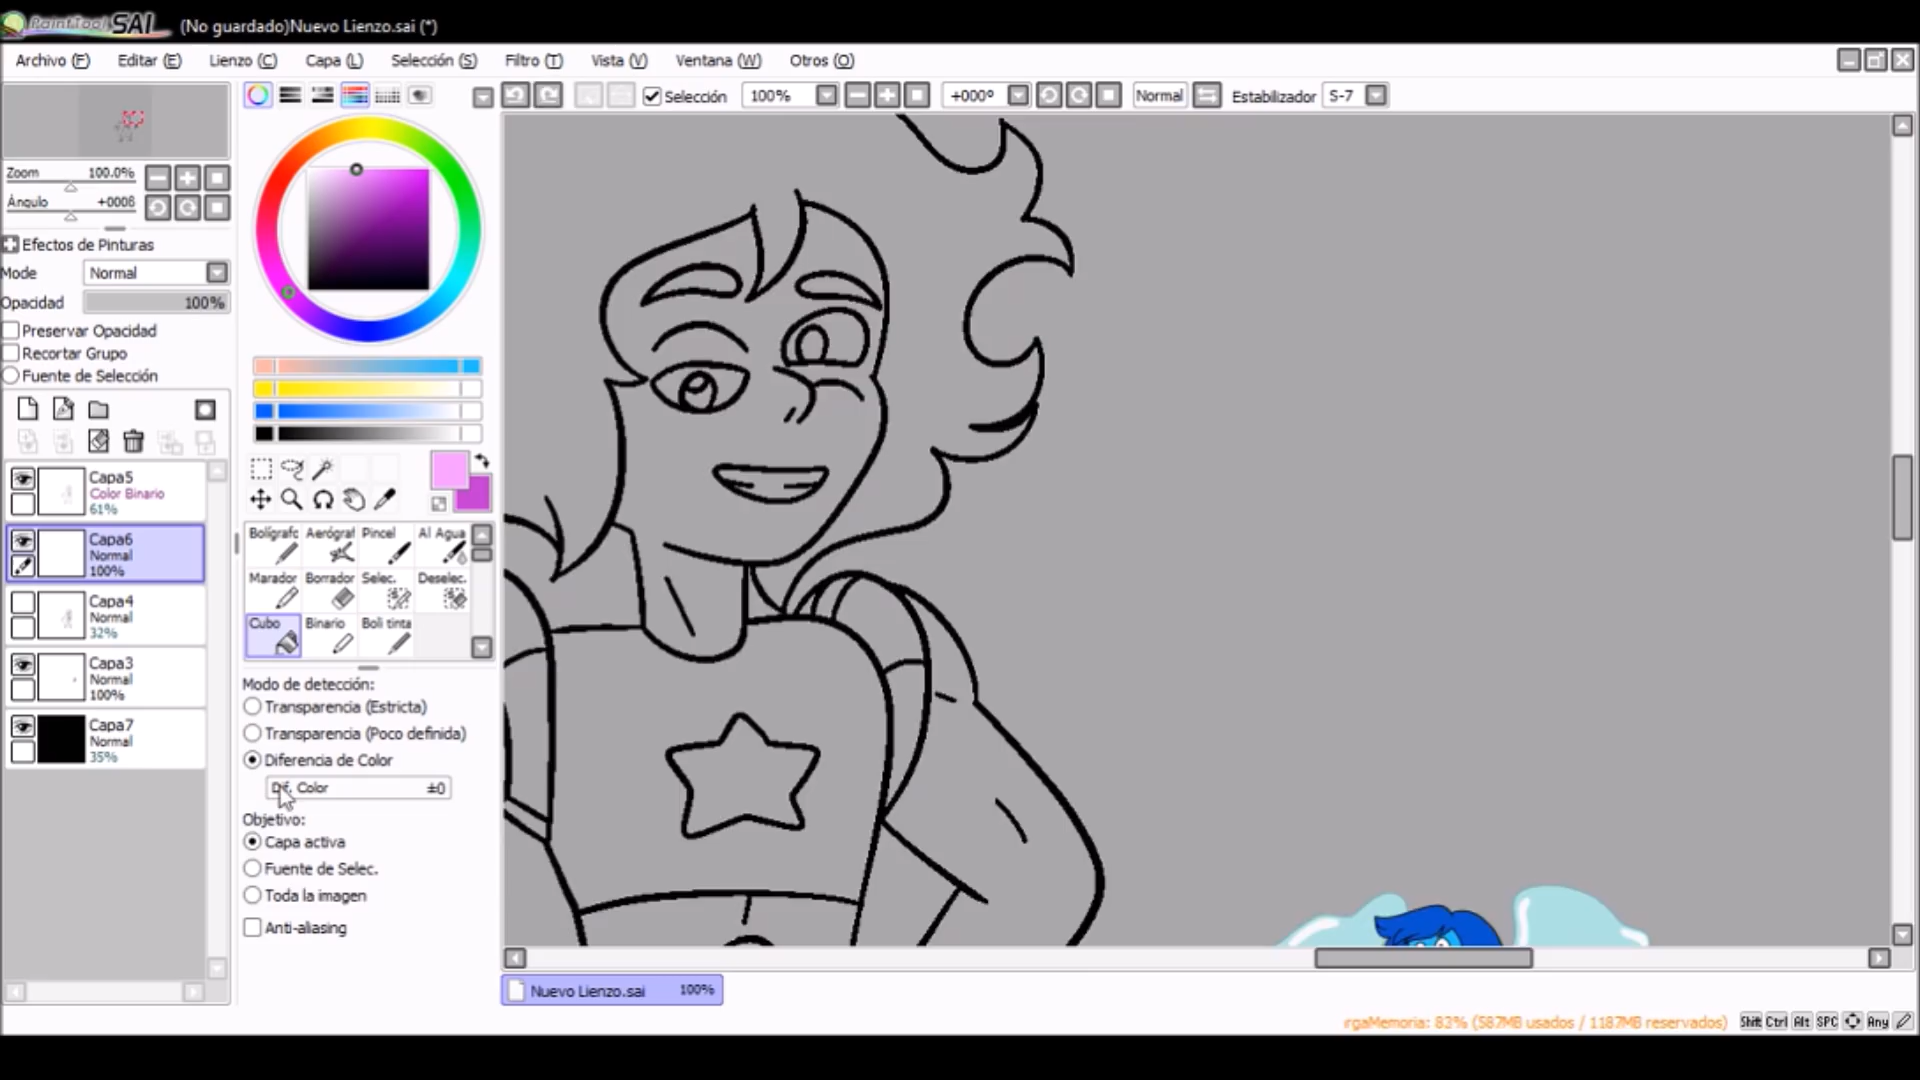 PaintTool SAI (No guardado)Nuevo Lienzo.sai (*)
Archivo (F) Editar (E) Lienzo (C) Capa (L) Selección (S) Filtro (T) Vista (V) Ventana (W) Otros (O)
Selección 100% +000º Normal Estabilizador S-7
Zoom 100.0%
Ángulo +000ß
Efectos de Pinturas
Mode Normal
Opacidad 100%
Preservar Opacidad
Recortar Grupo
Fuente de Selección
Capa5
Color Binario
61%
Capa6
Normal
100%
Capa4
Normal
32%
Capa3
Normal
100%
Capa7
Normal
35%
Bolígrafc Aerógraf Pincel Al Agua
Marador Borrador Selec. Deselec.
Cubo Binario Boli tinta
Modo de detección:
Transparencia (Estricta)
Transparencia (Poco definida)
Diferencia de Color
Dif. Color ±0
Objetivo:
Capa activa
Fuente de Selec.
Toda la imagen
Anti-aliasing
Nuevo Lienzo.sai 100%
rgaMemoria: 83% (587MB usados / 1187MB reservados) Shift Ctrl Alt SPC Any